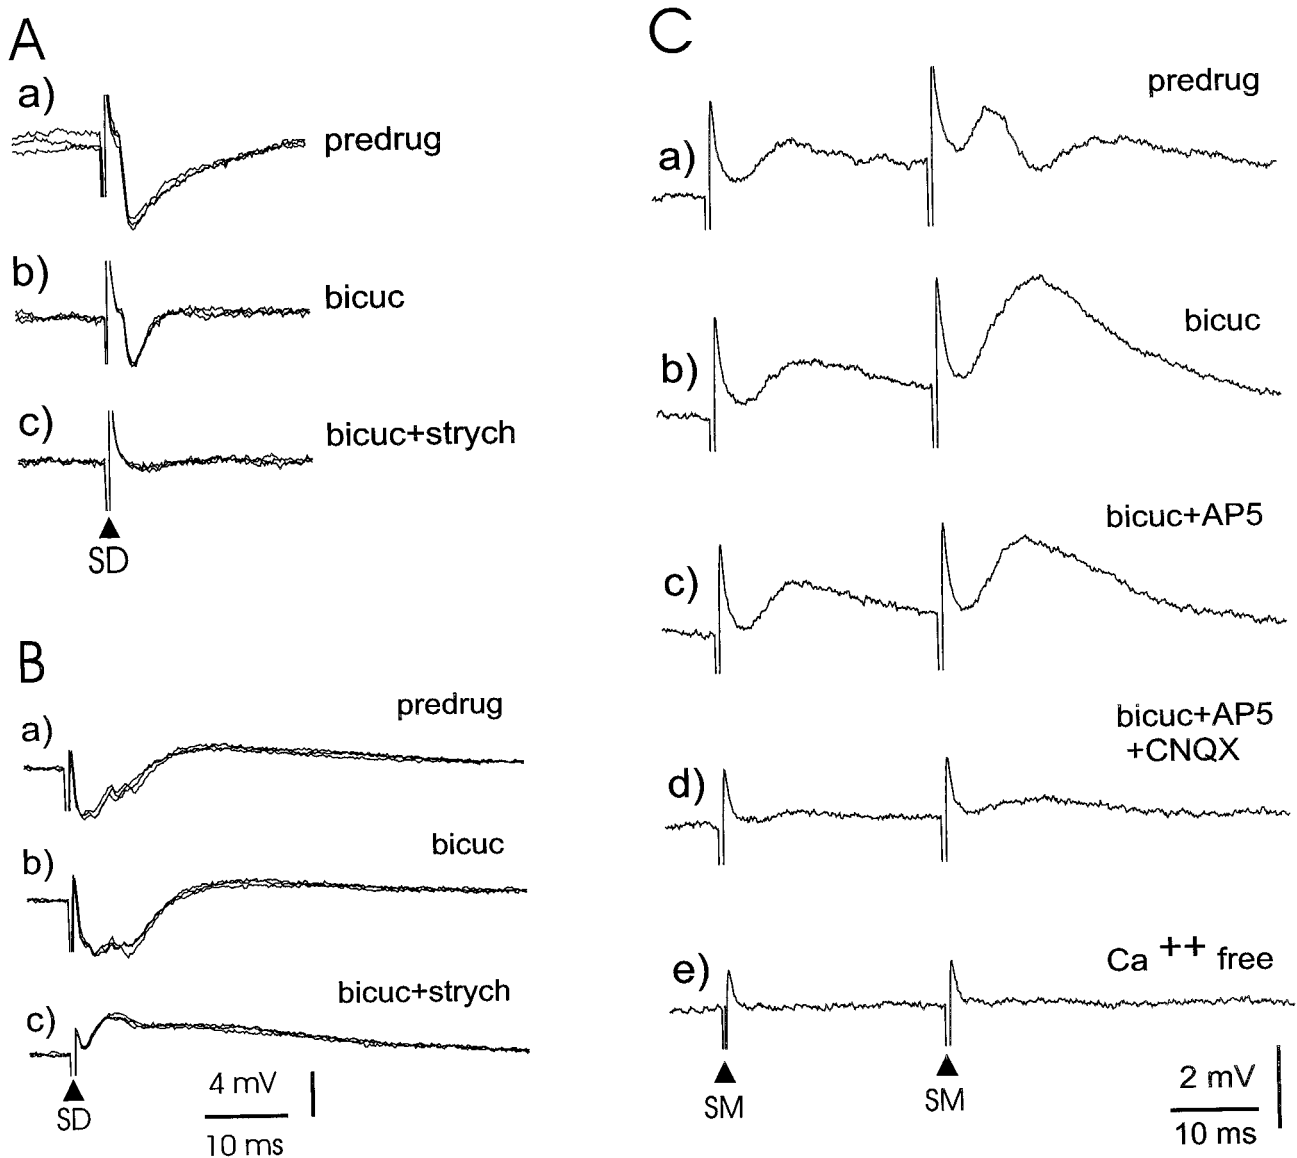 A
a)
predrug
b)
bicuc
c)
bicuc+strych
SD
B
a)
predrug
b)
bicuc
c)
bicuc+strych
SD
4 mV
10 ms
C
predrug
a)
bicuc
b)
bicuc+AP5
c)
bicuc+AP5
+CNQX
d)
Ca ++ free
e)
SM
SM
2 mV
10 ms